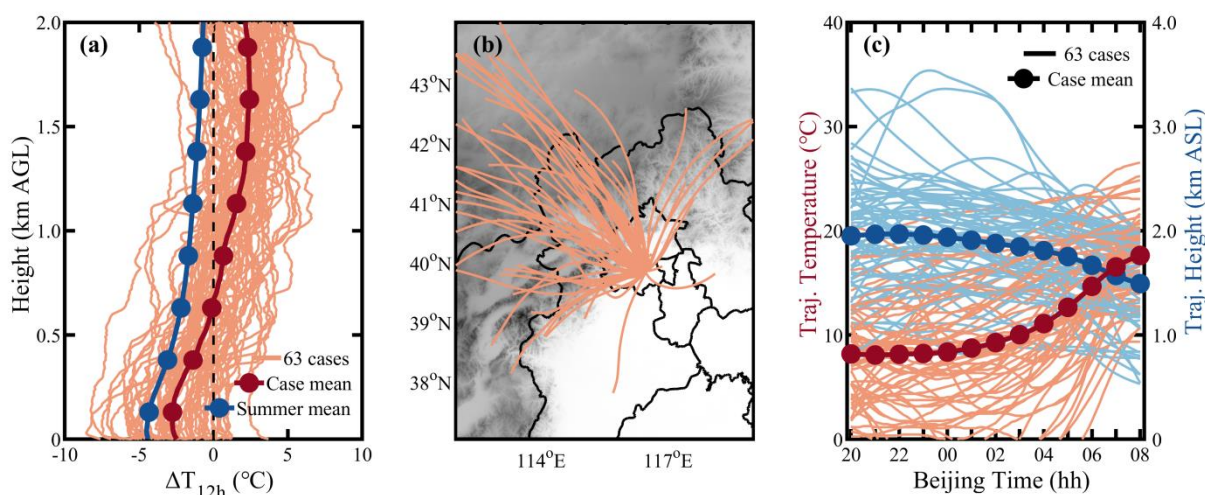 (a)
2.0
1.5
1.0
0.5
0
Height (km AGL)
63 cases
Case mean
Summer mean
-10
-5
0
5
10
ΔT12h (℃)
(b)
43°N
42°N
41°N
40°N
39°N
38°N
114°E
117°E
(c)
63 cases
Case mean
40
30
20
10
0
Traj. Temperature (℃)
4.0
3.0
2.0
1.0
0
Traj. Height (km ASL)
20
22
00
02
04
06
08
Beijing Time (hh)